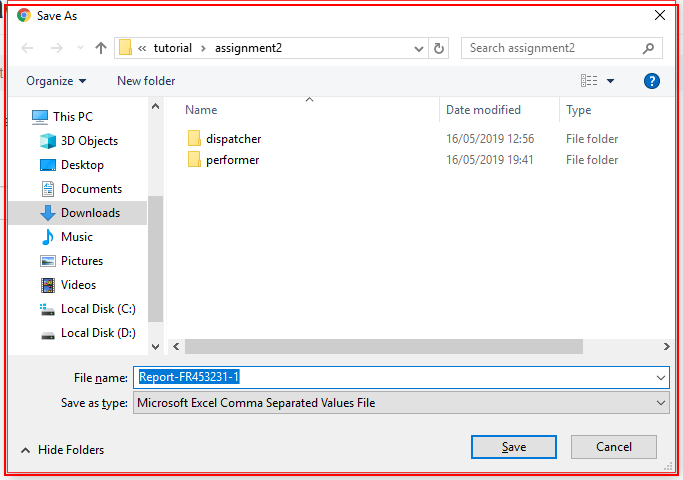 Save As
« tutorial › assignment2
Search assignment2
Organize
New folder
?
This PC
3D Objects
Desktop
Documents
Downloads
Music
Pictures
Videos
Local Disk (C:)
Local Disk (D:)
Name Date modified Type
dispatcher 16/05/2019 12:56 File folder
performer 16/05/2019 19:41 File folder
File name: Report-FR453231-1
Save as type: Microsoft Excel Comma Separated Values File
Hide Folders
Save
Cancel